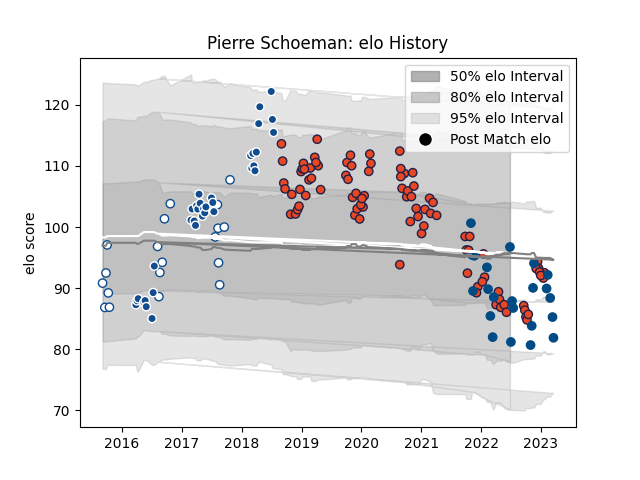 Pierre Schoeman: elo History
50% elo Interval
80% elo Interval
95% elo Interval
Post Match elo
elo score
120
110
100
90
80
70
2016 2017 2018 2019 2020 2021 2022 2023